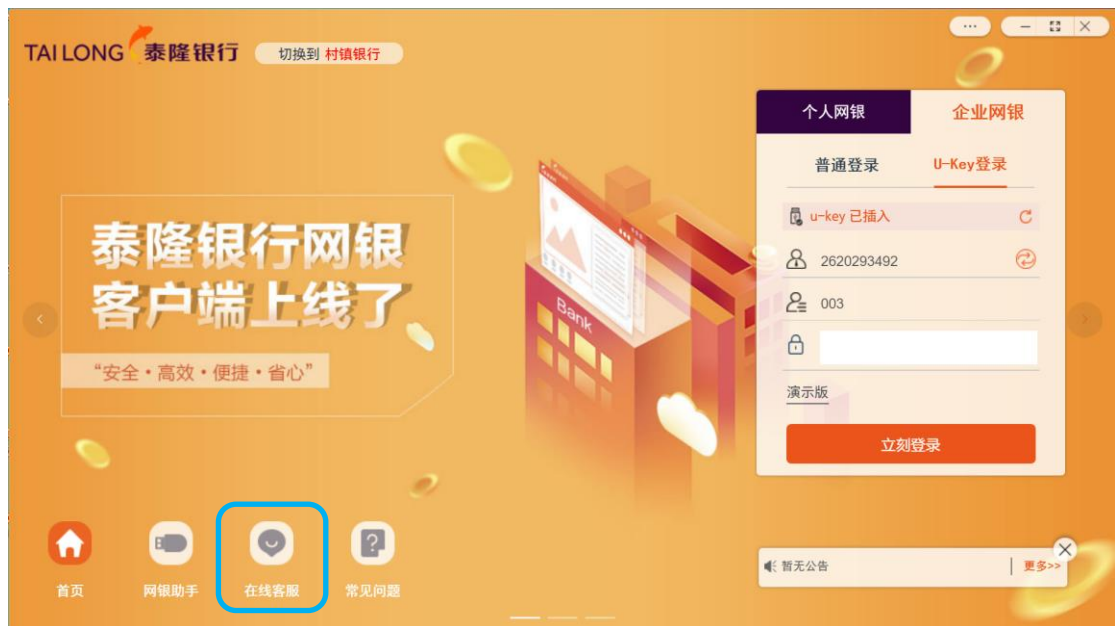 TAILONG 泰隆银行
切换到 村镇银行
个人网银
企业网银
普通登录
U-Key登录
u-key 已插入
2620293492
003
演示版
立刻登录
泰隆银行网银
客户端上线了
“安全·高效·便捷·省心”
Bank
首页
网银助手
在线客服
常见问题
暂无公告
更多>>